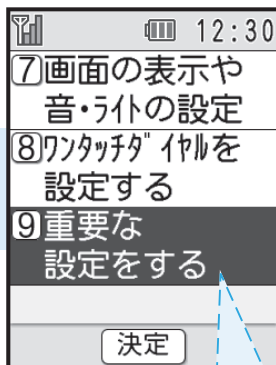 12:30
7画面の表示や
音・ﾗｲﾄの設定
8ﾜﾝﾀｯﾁﾀﾞｲﾔﾙを
設定する
9重要な
設定をする
決定